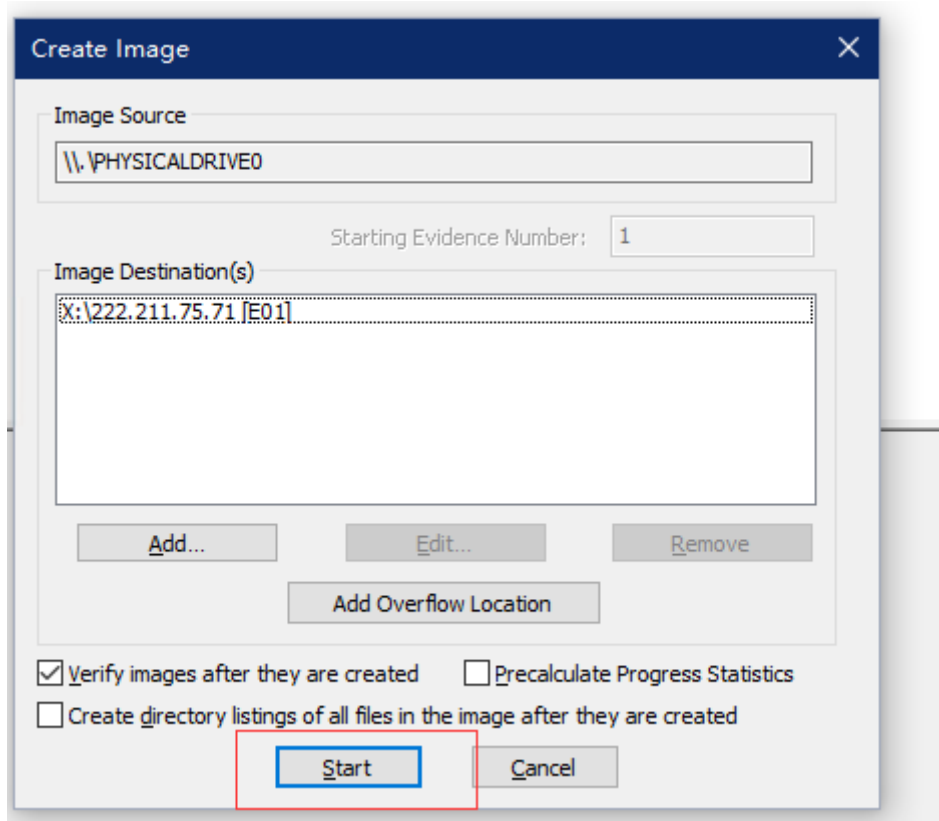 Create Image
Image Source
\\.\PHYSICALDRIVE0
Starting Evidence Number: 1
Image Destination(s)
X:\222.211.75.71 [E01]
Add... Edit... Remove
Add Overflow Location
Verify images after they are created Precalculate Progress Statistics
Create directory listings of all files in the image after they are created
Start Cancel